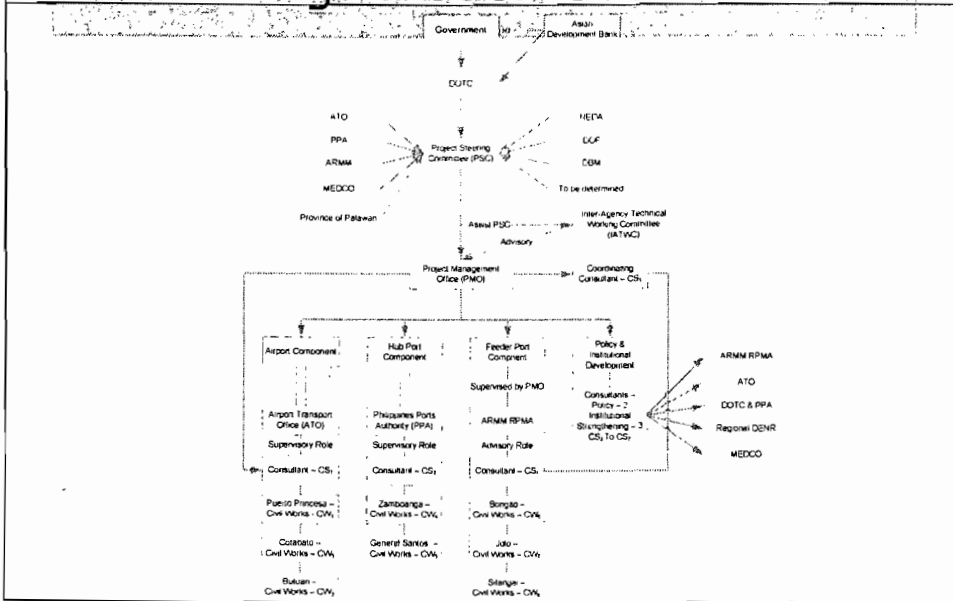 Government
Asian
Development Bank
DOTC
ATO
NEDA
PPA
Project Steering
Committee (PSC)
DOF
ARMM
DBM
MEDCO
To be determined
Province of Palawan
Assist PSC
Inter-Agency Technical
Working Committee
(IATWC)
Advisory
Project Management
Office (PMO)
Coordinating
Consultant – CS₁
Airport Component
Hub Port
Component
Feeder Port
Compnent
Policy &
Institutional
Development
Supervised by PMO
Airport Transport
Office (ATO)
Philippines Ports
Authority (PPA)
ARMM RPMA
Consultants –
Policy – 2
Institutional
Strengthening – 3
ARMM RPMA
ATO
DOTC & PPA
Regional DENR
MEDCO
Supervisory Role
Supervisory Role
Advisory Role
Consultant –
Consultant –
Consultant –
Puerto Princesa –
Civil Works –
Zamboanga –
Civil Works –
Bongao –
Civil Works –
Cotabato –
Civil Works –
General Santos –
Civil Works –
Jolo –
Civil Works –
Butuan –
Civil Works –
Sitangai –
Civil Works –